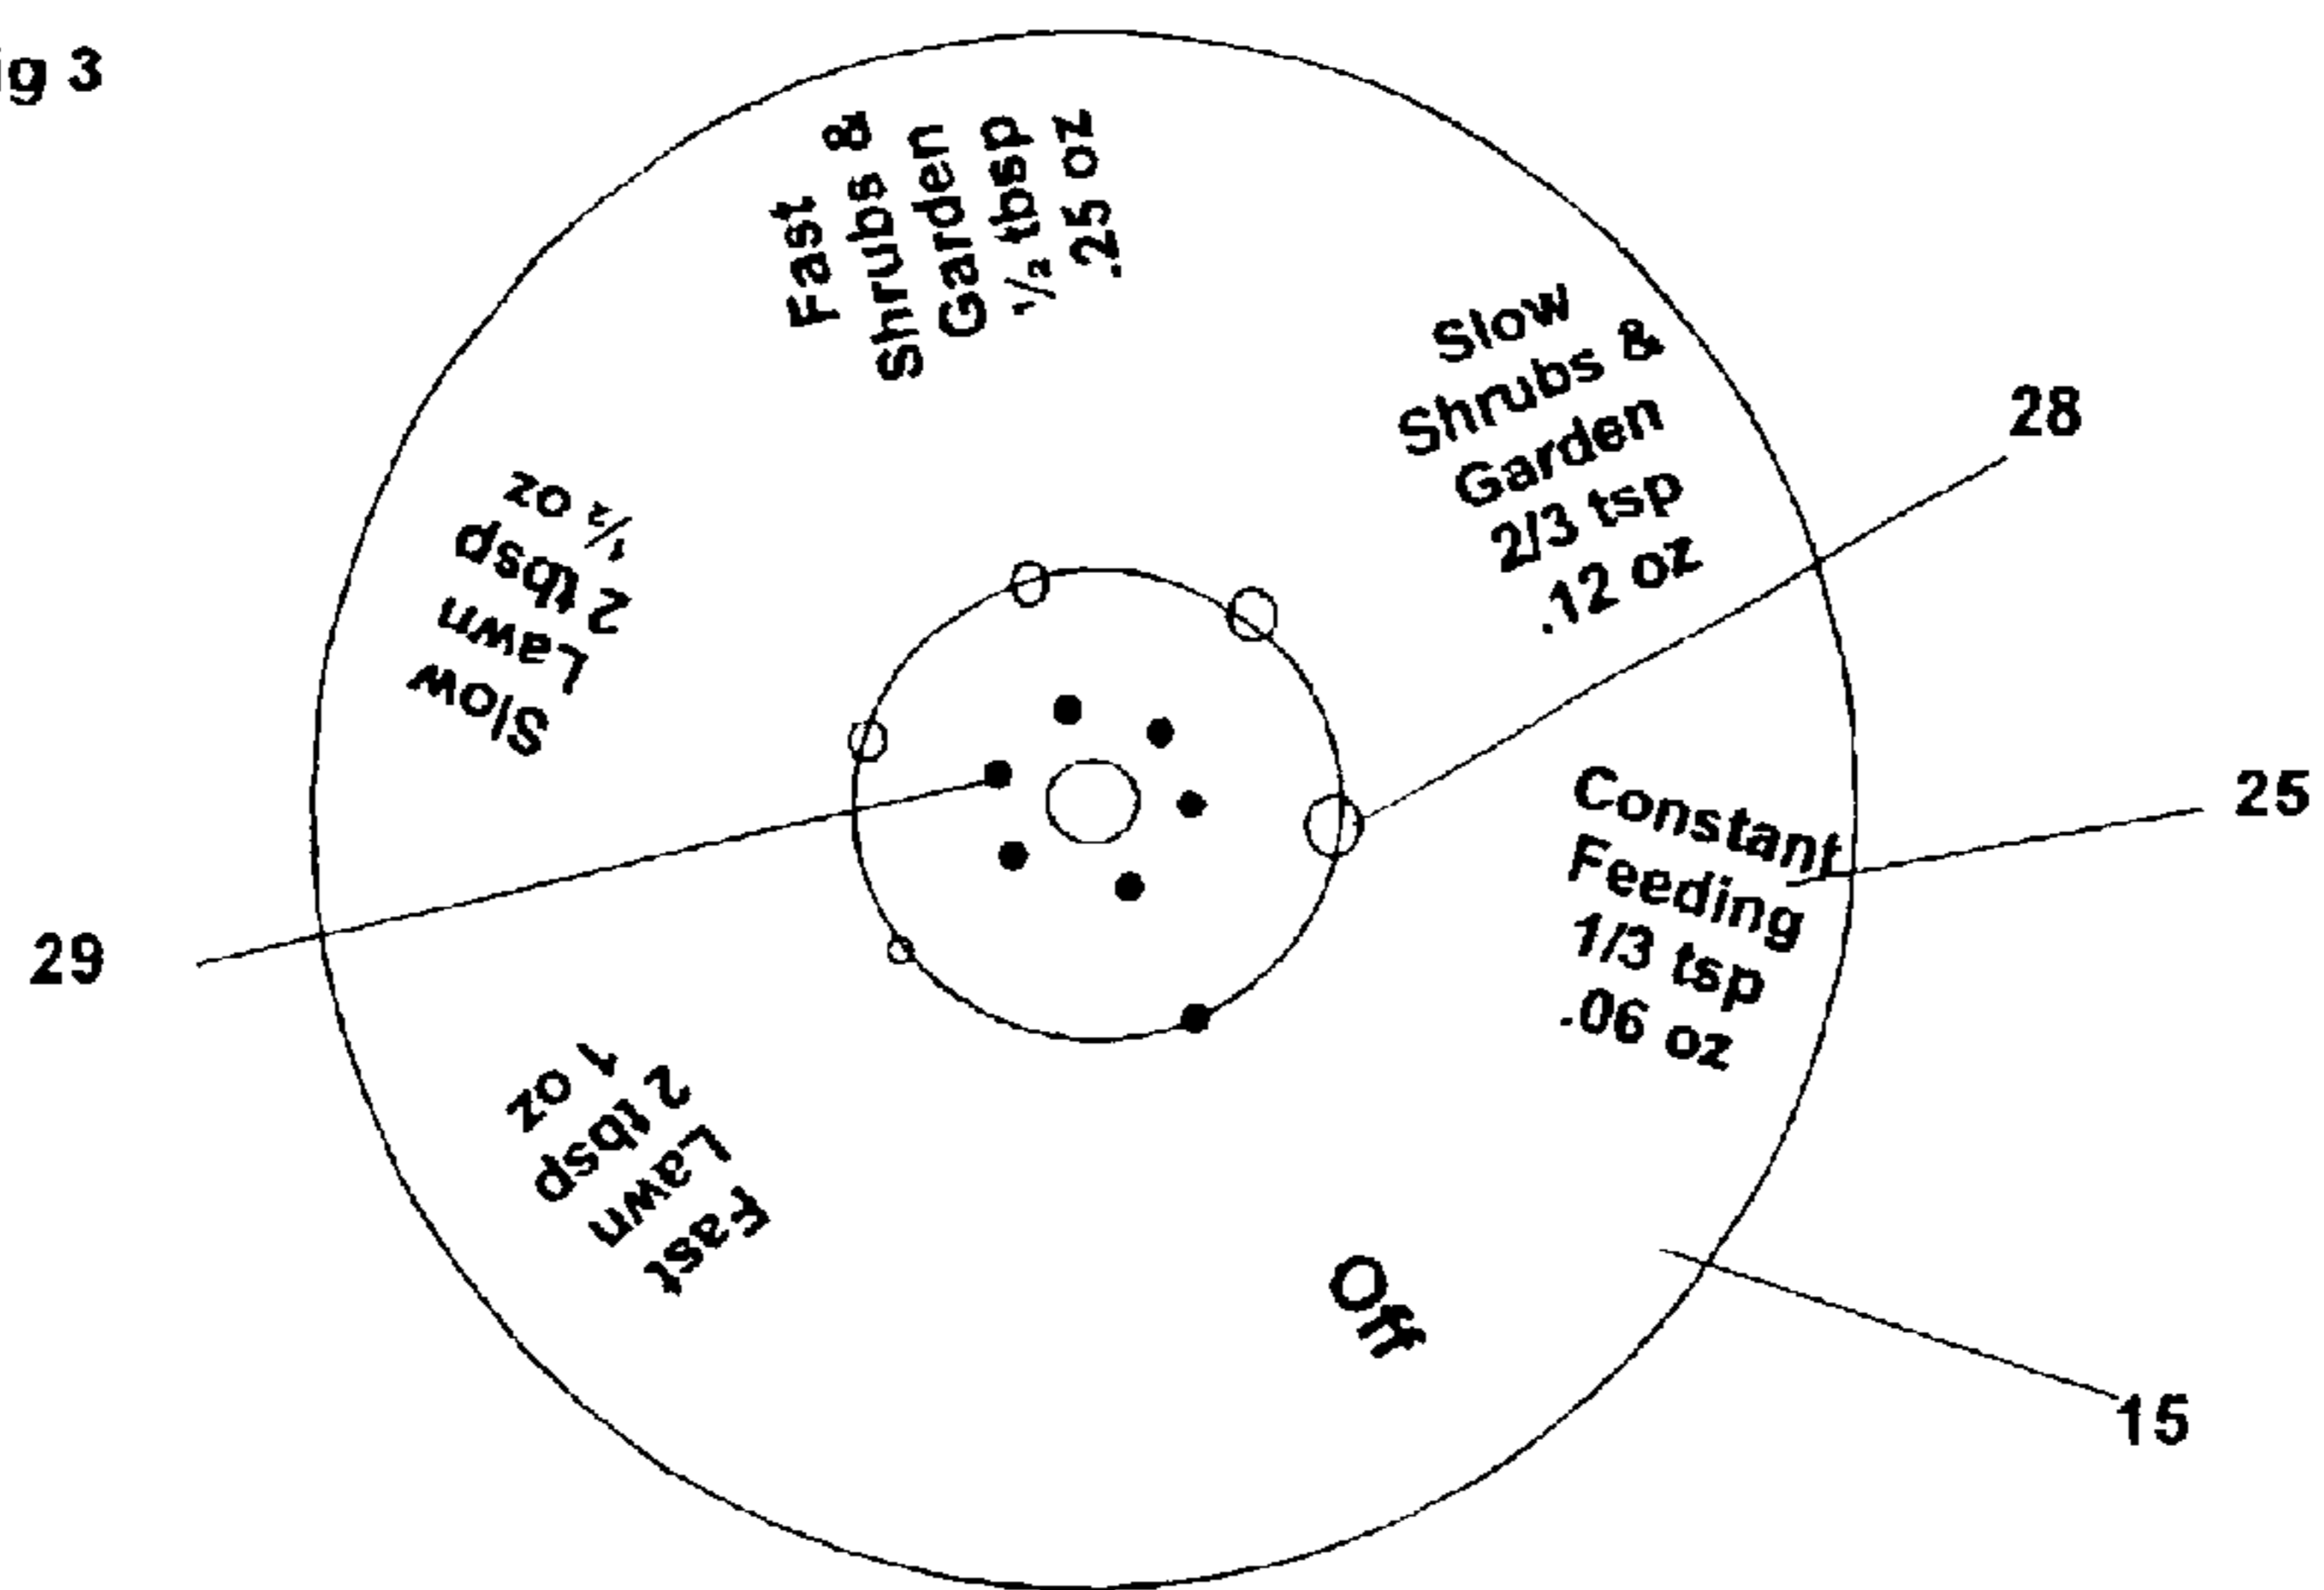 ig 3
Fast
Shrubs &
Garden
½ tbsp
.25 oz
Slow
Shrubs &
Garden
2/3 tsp
.12 oz
28
Constant
Feeding
1/3 tsp
.06 oz
25
Off
15
Fast
Lawn
2 tbsp
1 oz
29
Slow
Lawn
2 tbsp
½ oz